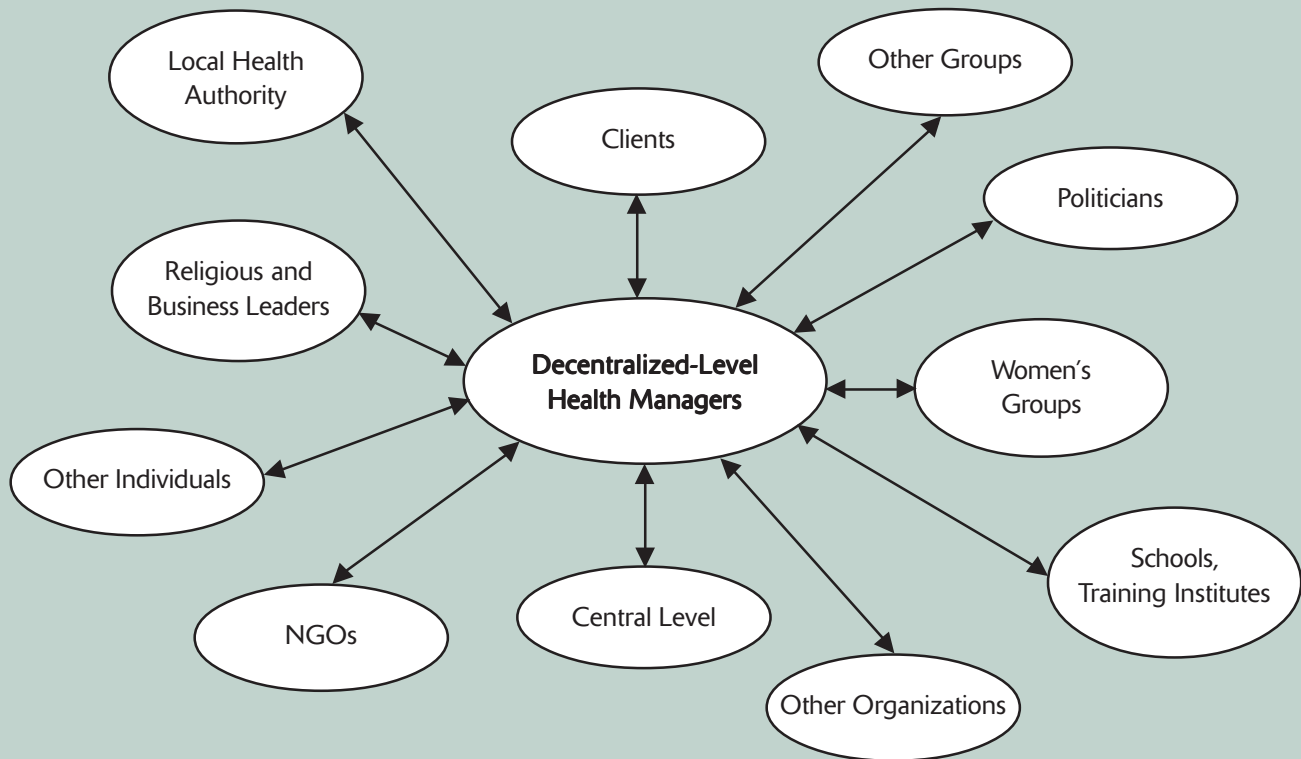 Local Health
Authority
Clients
Other Groups
Politicians
Religious and
Business Leaders
Decentralized-Level
Health Managers
Women’s
Groups
Other Individuals
Schools,
Training Institutes
NGOs
Central Level
Other Organizations